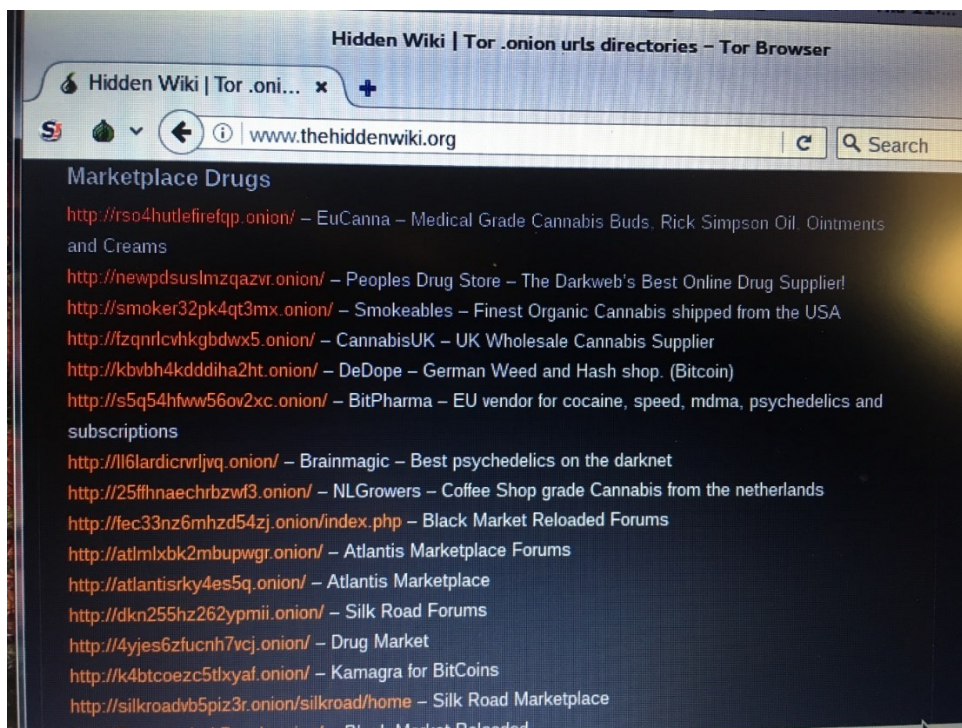 Hidden Wiki | Tor .onion urls directories – Tor Browser
Hidden Wiki | Tor .oni...
www.thehiddenwiki.org
Search
Marketplace Drugs
http://rso4hutlefirefqp.onion/ – EuCanna – Medical Grade Cannabis Buds, Rick Simpson Oil, Ointments
and Creams
http://newpdsuslmzqazvr.onion/ – Peoples Drug Store – The Darkweb's Best Online Drug Supplier!
http://smoker32pk4qt3mx.onion/ – Smokeables – Finest Organic Cannabis shipped from the USA
http://fzqnrlcvhkgbdwx5.onion/ – CannabisUK – UK Wholesale Cannabis Supplier
http://kbvbh4kdddiha2ht.onion/ – DeDope – German Weed and Hash shop. (Bitcoin)
http://s5q54hfww56ov2xc.onion/ – BitPharma – EU vendor for cocaine, speed, mdma, psychedelics and
subscriptions
http://ll6lardicrvrljvq.onion/ – Brainmagic – Best psychedelics on the darknet
http://25ffhnaechrbzwf3.onion/ – NLGrowers – Coffee Shop grade Cannabis from the netherlands
http://fec33nz6mhzd54zj.onion/index.php – Black Market Reloaded Forums
http://atlmlxbk2mbupwgr.onion/ – Atlantis Marketplace Forums
http://atlantisrky4es5q.onion/ – Atlantis Marketplace
http://dkn255hz262ypmii.onion/ – Silk Road Forums
http://4yjes6zfucnh7vcj.onion/ – Drug Market
http://k4btcoezc5tlxyaf.onion/ – Kamagra for BitCoins
http://silkroadvb5piz3r.onion/silkroad/home – Silk Road Marketplace
– Black Market Reloaded